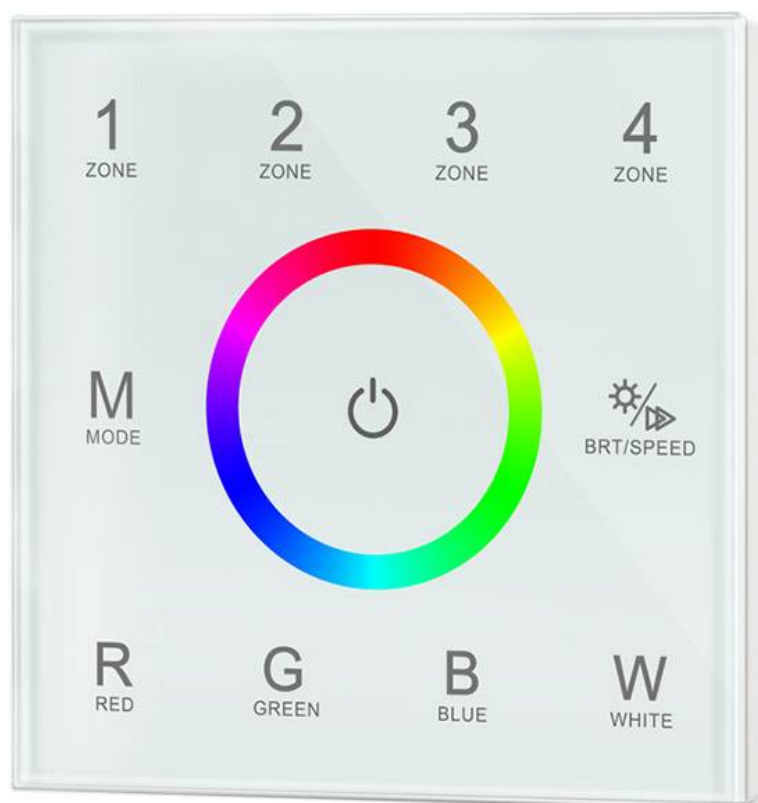 1 2 3 4
ZONE ZONE ZONE ZONE
M
MODE
BRT/SPEED
R G B W
RED GREEN BLUE WHITE